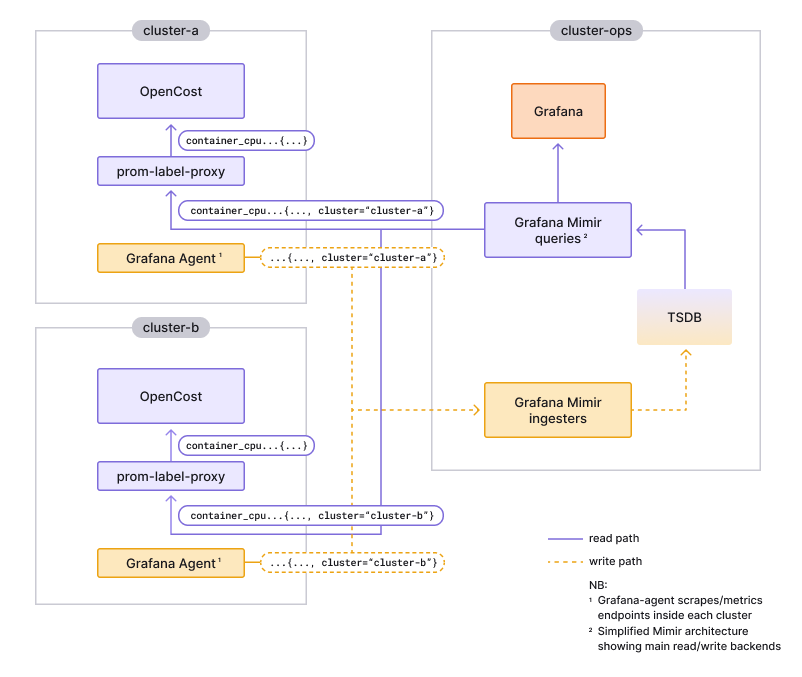 cluster-a
OpenCost
container_cpu...{...}
prom-label-proxy
container_cpu...{..., cluster=“cluster-a”}
Grafana Agent ¹
...{..., cluster=“cluster-a”}
cluster-b
OpenCost
container_cpu...{...}
prom-label-proxy
container_cpu...{..., cluster=“cluster-b”}
Grafana Agent ¹
...{..., cluster=“cluster-b”}
cluster-ops
Grafana
Grafana Mimir
queries ²
TSDB
Grafana Mimir
ingesters
read path
write path
NB:
¹ Grafana-agent scrapes/metrics
endpoints inside each cluster
² Simplified Mimir architecture
showing main read/write backends